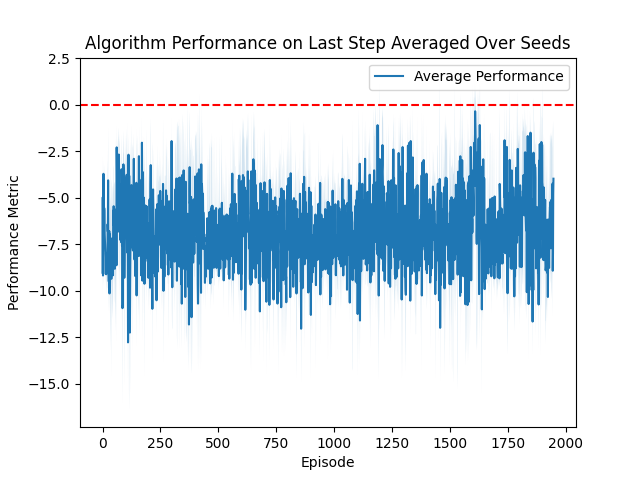 Algorithm Performance on Last Step Averaged Over Seeds
Average Performance
2.5
0.0
−2.5
−5.0
−7.5
−10.0
−12.5
−15.0
Performance Metric
0 250 500 750 1000 1250 1500 1750 2000
Episode